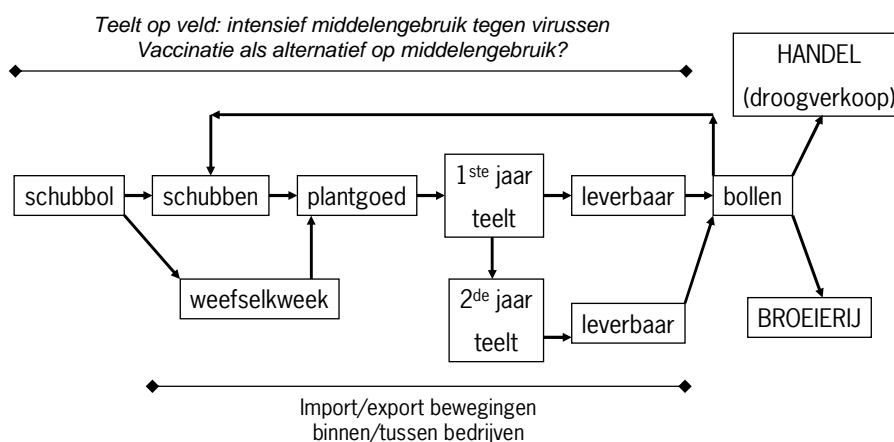 Teelt op veld: intensief middelengebruik tegen virussen
Vaccinatie als alternatief op middelengebruik?
HANDEL
(droogverkoop)
schubbol
schubben
plantgoed
1ste jaar
teelt
leverbaar
bollen
weefselkweek
2de jaar
teelt
leverbaar
BROEIERIJ
Import/export bewegingen
binnen/tussen bedrijven